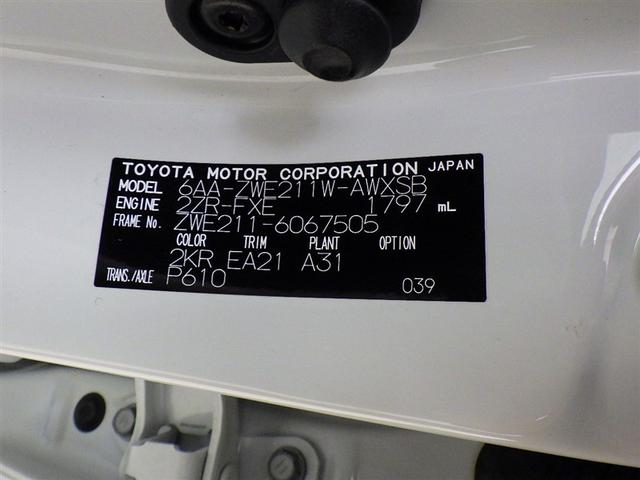 TOYOTA MOTOR CORPORATION JAPAN
MODEL 6AA-ZWE211W-AWXSB
ENGINE 2ZR-FXE 1797 mL
FRAME No. ZWE211-6067505
COLOR TRIM PLANT OPTION
2KR EA21 A31
TRANS./AXLE P610 039